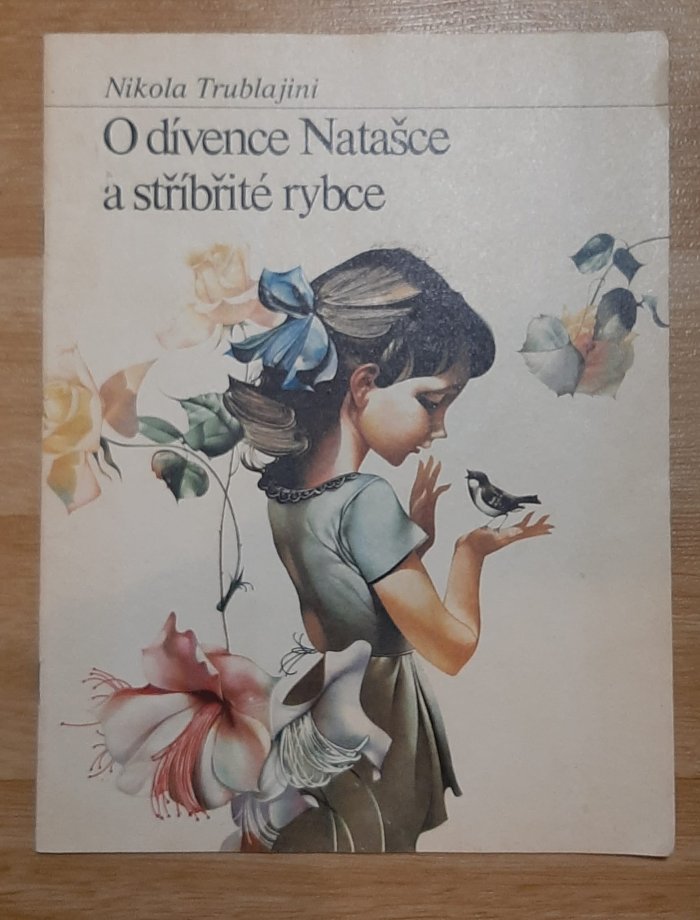 Nikola Trublajini
O dívence Natašce
a stříbřité rybce